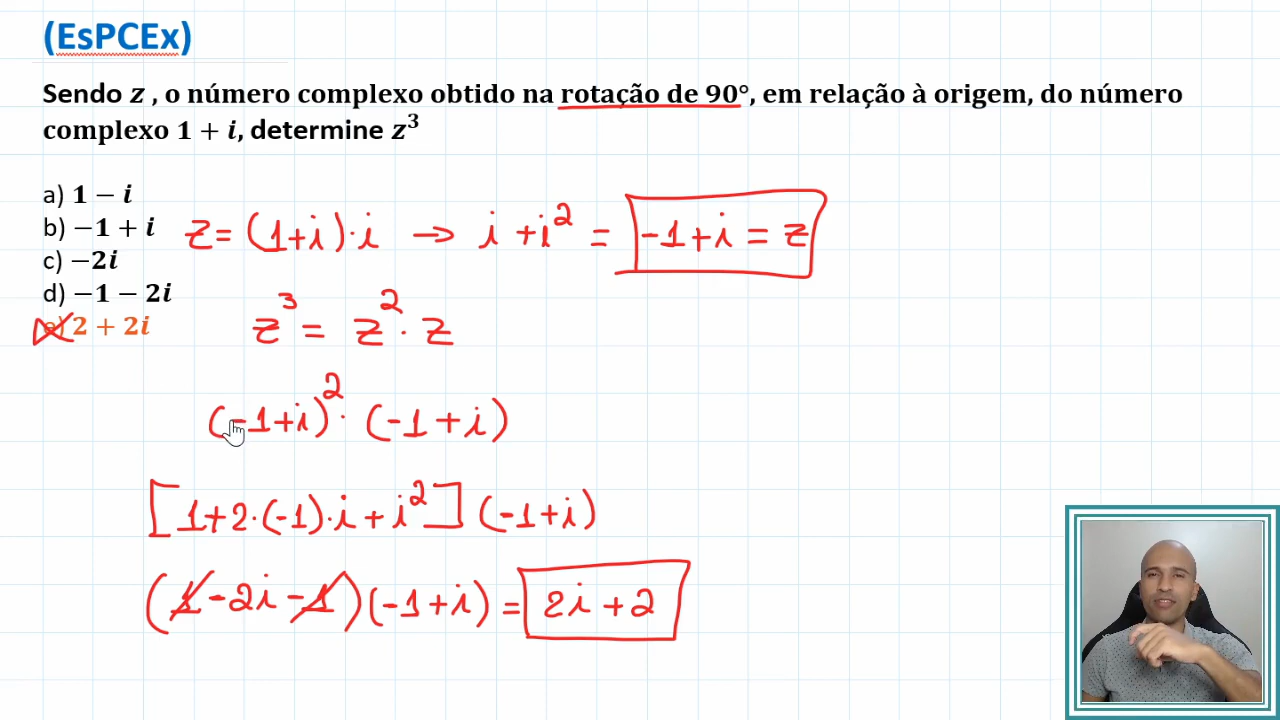 (EsPCEx)
Sendo z , o número complexo obtido na rotação de 90°, em relação à origem, do número
complexo 1 + i, determine z³
a) 1 − i
b) −1 + i
c) −2i
d) −1 − 2i
e) 2 + 2i
z = (1+i)·i → i + i² = -1+i = z
z³ = z² · z
(-1+i)² · (-1+i)
[1+2·(-1)·i+i²] (-1+i)
(1-2i-1)(-1+i) = 2i+2